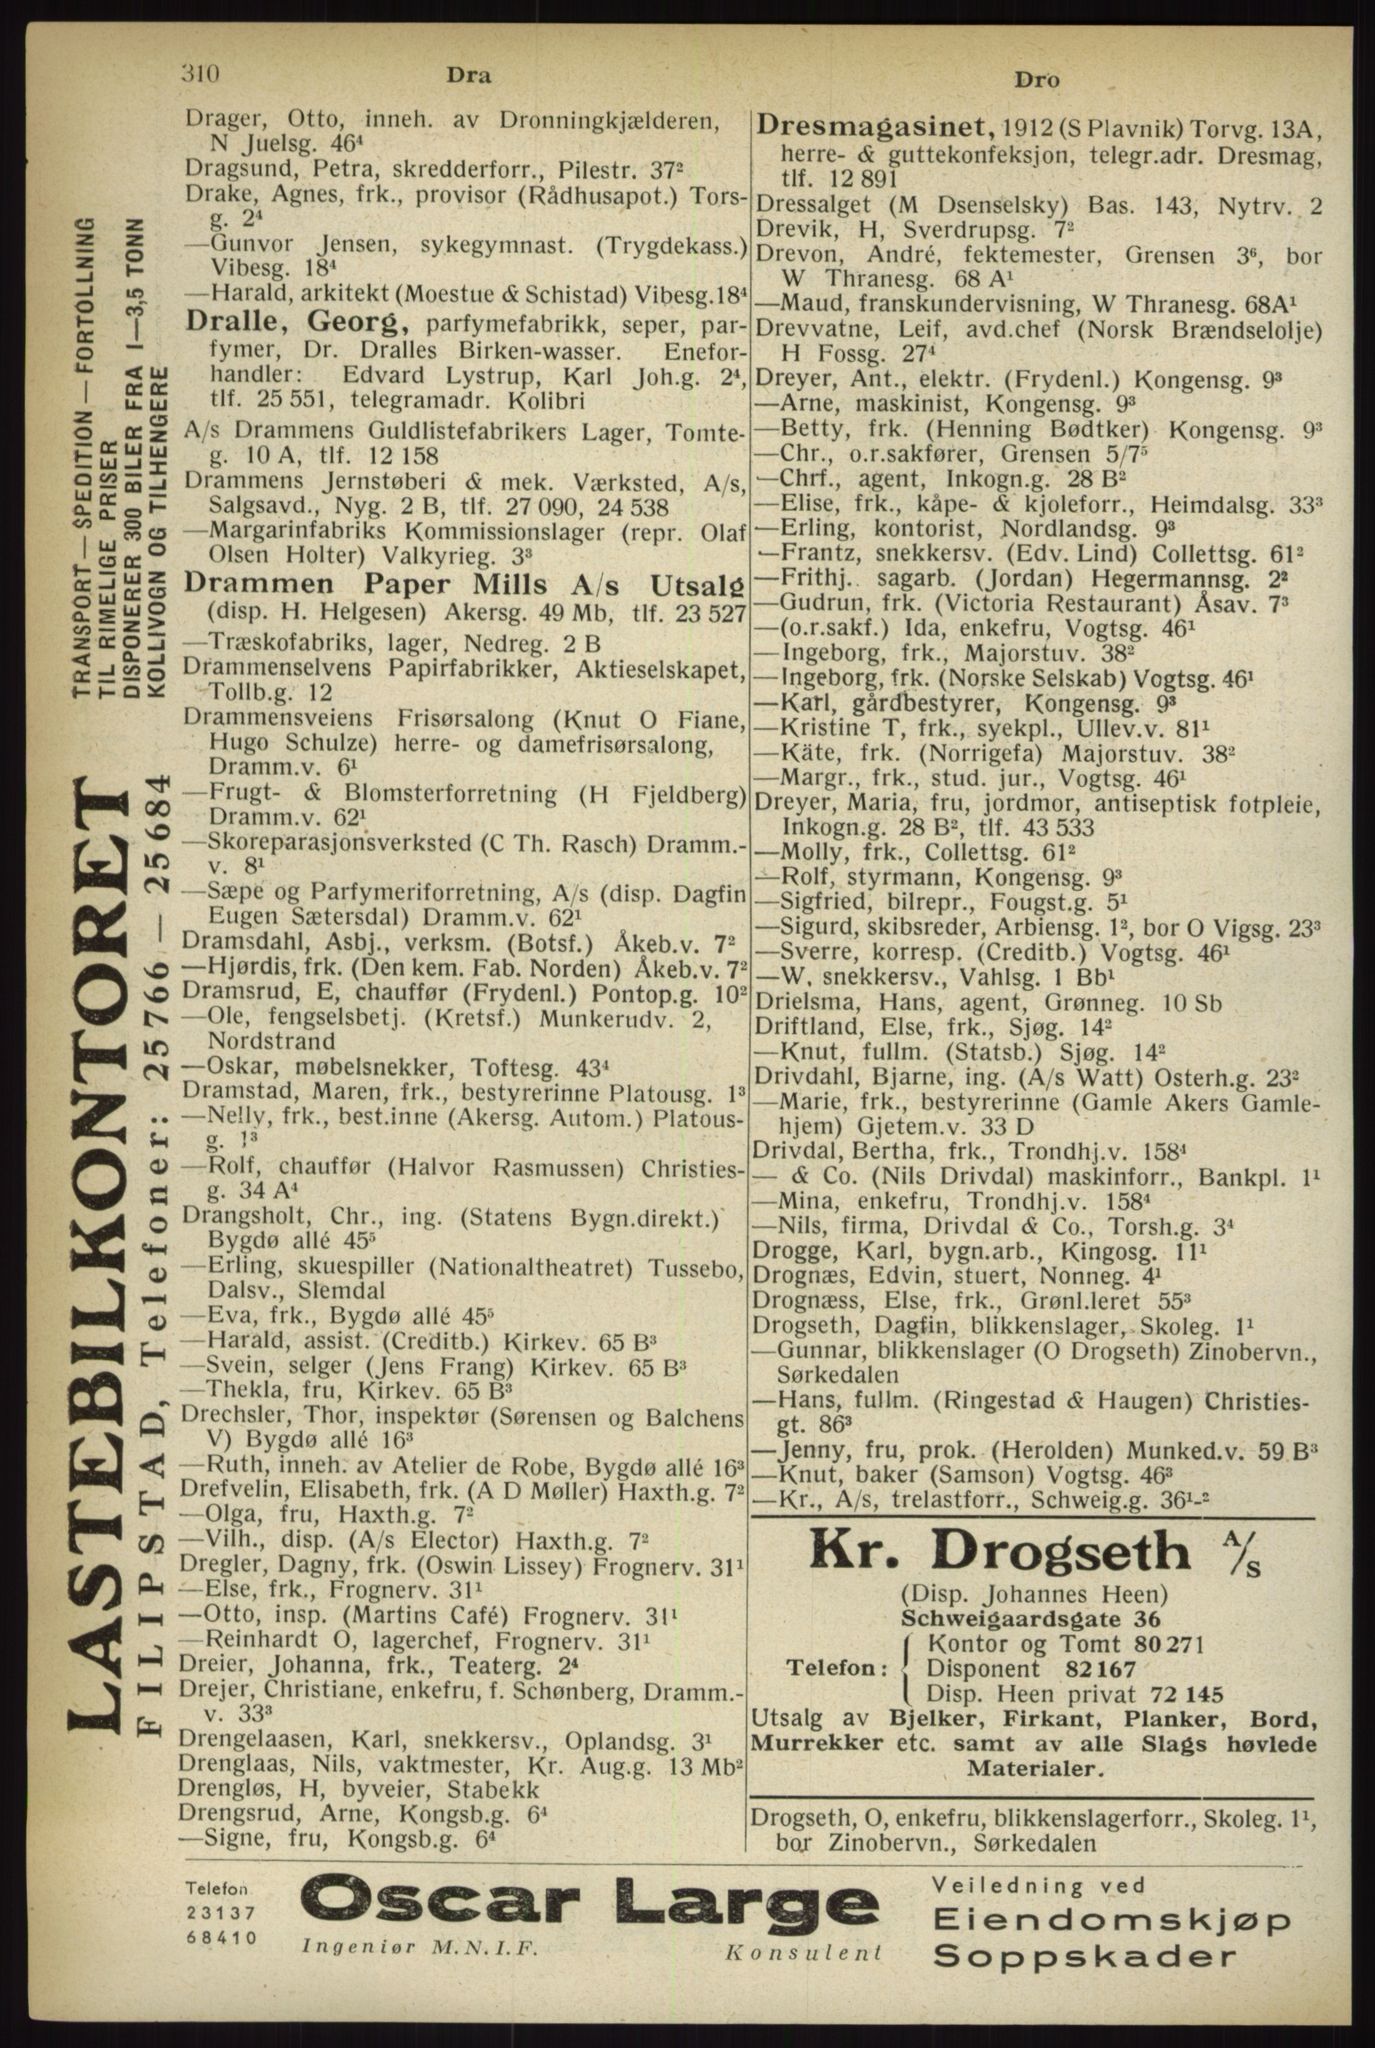 310
Dra
Dro
TRANSPORT — SPEDITION — FORTOLLNING
TIL RIMELIGE PRISER
DISPONERER 300 BILER FRA 1—3,5 TONN
KOLLIVOGN OG TILHENGERE
LASTEBILKONTORET
FILIPSTAD, Telefoner: 25 766 — 25 684
Drager, Otto, inneh. av Dronningkjælderen,
N Juelsg. 46⁴
Dragsund, Petra, skredderforr., Pilestr. 37²
Drake, Agnes, frk., provisor (Rådhusapot.) Tors-
g. 2⁴
—Gunvor Jensen, sykegymnast. (Trygdekass.)
Vibesg. 18⁴
—Harald, arkitekt (Moestue & Schistad) Vibesg. 18⁴
Dralle, Georg, parfymefabrikk, seper, par-
fymer, Dr. Dralles Birken-wasser. Enefor-
handler: Edvard Lystrup, Karl Joh.g. 2⁴,
tlf. 25 551, telegramadr. Kolibri
A/s Drammens Guldlistefabrikers Lager, Tomte-
g. 10 A, tlf. 12 158
Drammens Jernstøberi & mek. Værksted, A/s,
Salgsavd., Nyg. 2 B, tlf. 27 090, 24 538
—Margarinfabriks Kommissionslager (repr. Olaf
Olsen Holter) Valkyrieg. 3³
Drammen Paper Mills A/s Utsalg
(disp. H. Helgesen) Akersg. 49 Mb, tlf. 23 527
—Træskofabriks, lager, Nedreg. 2 B
Drammenselvens Papirfabrikker, Aktieselskapet,
Tollb.g. 12
Drammensveiens Frisørsalong (Knut O Fiane,
Hugo Schulze) herre- og damefrisørsalong,
Dramm.v. 6¹
—Frugt- & Blomsterforretning (H Fjeldberg)
Dramm.v. 62¹
—Skoreparasjonsverksted (C Th. Rasch) Dramm.-
v. 8¹
—Sæpe og Parfymeriforretning, A/s (disp. Dagfin
Eugen Sætersdal) Dramm.v. 62¹
Dramsdahl, Asbj., verksm. (Botsf.) Åkeb.v. 7²
—Hjørdis, frk. (Den kem. Fab. Norden) Åkeb.v. 7²
Dramsrud, E, chauffør (Frydenl.) Pontop.g. 10²
—Ole, fengselsbetj. (Kretsf.) Munkerudv. 2,
Nordstrand
—Oskar, møbelsnekker, Toftesg. 43⁴
Dramstad, Maren, frk., bestyrerinne Platousg. 1³
—Nelly, frk., best.inne (Akersg. Autom.) Platous-
g. 1³
—Rolf, chauffør (Halvor Rasmussen) Christies-
g. 34 A⁴
Drangsholt, Chr., ing. (Statens Bygn.direkt.)
Bygdø allé 45⁵
—Erling, skuespiller (Nationaltheatret) Tussebo,
Dalsv., Slemdal
—Eva, frk., Bygdø allé 45⁵
—Harald, assist. (Creditb.) Kirkev. 65 B³
—Svein, selger (Jens Frang) Kirkev. 65 B³
—Thekla, fru, Kirkev. 65 B³
Drechsler, Thor, inspektør (Sørensen og Balchens
V) Bygdø allé 16³
—Ruth, inneh. av Atelier de Robe, Bygdø allé 16³
Drefvelin, Elisabeth, frk. (A D Møller) Haxth.g. 7²
—Olga, fru, Haxth.g. 7²
—Vilh., disp. (A/s Elector) Haxth.g. 7²
Dregler, Dagny, frk. (Oswin Lissey) Frognerv. 31¹
—Else, frk., Frognerv. 31¹
—Otto, insp. (Martins Café) Frognerv. 31¹
—Reinhardt O, lagerchef, Frognerv. 31¹
Dreier, Johanna, frk., Teaterg. 2⁴
Drejer, Christiane, enkefru, f. Schønberg, Dramm.-
v. 33³
Drengelaasen, Karl, snekkersv., Oplandsg. 3¹
Drenglaas, Nils, vaktmester, Kr. Aug.g. 13 Mb²
Drengløs, H, byveier, Stabekk
Drengsrud, Arne, Kongsb.g. 6⁴
—Signe, fru, Kongsb.g. 6⁴
Dresmagasinet, 1912 (S Plavnik) Torvg. 13A,
herre- & guttekonfeksjon, telegr.adr. Dresmag,
tlf. 12 891
Dressalget (M Dsenselsky) Bas. 143, Nytrv. 2
Drevik, H, Sverdrupsg. 7²
Drevon, André, fektemester, Grensen 3⁶, bor
W Thranesg. 68 A¹
—Maud, franskundervisning, W Thranesg. 68A¹
Drevvatne, Leif, avd.chef (Norsk Brændselolje)
H Fossg. 27⁴
Dreyer, Ant., elektr. (Frydenl.) Kongensg. 9³
—Arne, maskinist, Kongensg. 9³
—Betty, frk. (Henning Bødtker) Kongensg. 9³
—Chr., o.r.sakfører, Grensen 5/7⁵
—Chrf., agent, Inkogn.g. 28 B²
—Elise, frk., kåpe- & kjoleforr., Heimdalsg. 33³
—Erling, kontorist, Nordlandsg. 9³
—Frantz, snekkersv. (Edv. Lind) Collettsg. 61²
—Frithj. sagarb. (Jordan) Hegermannsg. 2²
—Gudrun, frk. (Victoria Restaurant) Åsav. 7³
—(o.r.sakf.) Ida, enkefru, Vogtsg. 46¹
—Ingeborg, frk., Majorstuv. 38²
—Ingeborg, frk. (Norske Selskab) Vogtsg. 46¹
—Karl, gårdbestyrer, Kongensg. 9³
—Kristine T, frk., syekpl., Ullev.v. 81¹
—Käte, frk. (Norrigefa) Majorstuv. 38²
—Margr., frk., stud. jur., Vogtsg. 46¹
Dreyer, Maria, fru, jordmor, antiseptisk fotpleie,
Inkogn.g. 28 B², tlf. 43 533
—Molly, frk., Collettsg. 61²
—Rolf, styrmann, Kongensg. 9³
—Sigfried, bilrepr., Fougst.g. 5¹
—Sigurd, skibsreder, Arbiensg. 1², bor O Vigsg. 23³
—Sverre, korresp. (Creditb.) Vogtsg. 46¹
—W. snekkersv., Vahlsg. 1 Bb¹
Drielsma, Hans, agent, Grønneg. 10 Sb
Driftland, Else, frk., Sjøg. 14²
—Knut, fullm. (Statsb.) Sjøg. 14²
Drivdahl, Bjarne, ing. (A/s Watt) Osterh.g. 23²
—Marie, frk., bestyrerinne (Gamle Akers Gamle-
hjem) Gjetem.v. 33 D
Drivdal, Bertha, frk., Trondhj.v. 158⁴
— & Co. (Nils Drivdal) maskinforr., Bankpl. 1¹
—Mina, enkefru, Trondhj.v. 158⁴
—Nils, firma, Drivdal & Co., Torsh.g. 3⁴
Drogge, Karl, bygn.arb., Kingosg. 11¹
Drognæs, Edvin, stuert, Nonneg. 4¹
Drognæss, Else, frk., Grønl.leret 55³
Drogseth, Dagfin, blikkenslager, Skoleg. 1¹
—Gunnar, blikkenslager (O Drogseth) Zinobervn.,
Sørkedalen
—Hans, fullm. (Ringestad & Haugen) Christies-
gt. 86³
—Jenny, fru, prok. (Herolden) Munked.v. 59 B³
—Knut, baker (Samson) Vogtsg. 46³
—Kr., A/s, trelastforr., Schweig.g. 36¹-²
Kr. Drogseth A/S
(Disp. Johannes Heen)
Schweigaardsgate 36
Telefon: { Kontor og Tomt 80 271
Disponent 82 167
Disp. Heen privat 72 145
Utsalg av Bjelker, Firkant, Planker, Bord,
Murrekker etc. samt av alle Slags høvlede
Materialer.
Drogseth, O, enkefru, blikkenslagerforr., Skoleg. 1¹,
bor Zinobervn., Sørkedalen
Telefon
23137
68410
Oscar Large
Ingeniør M.N.I.F. Konsulent
Veiledning ved
Eiendomskjøp
Soppskader